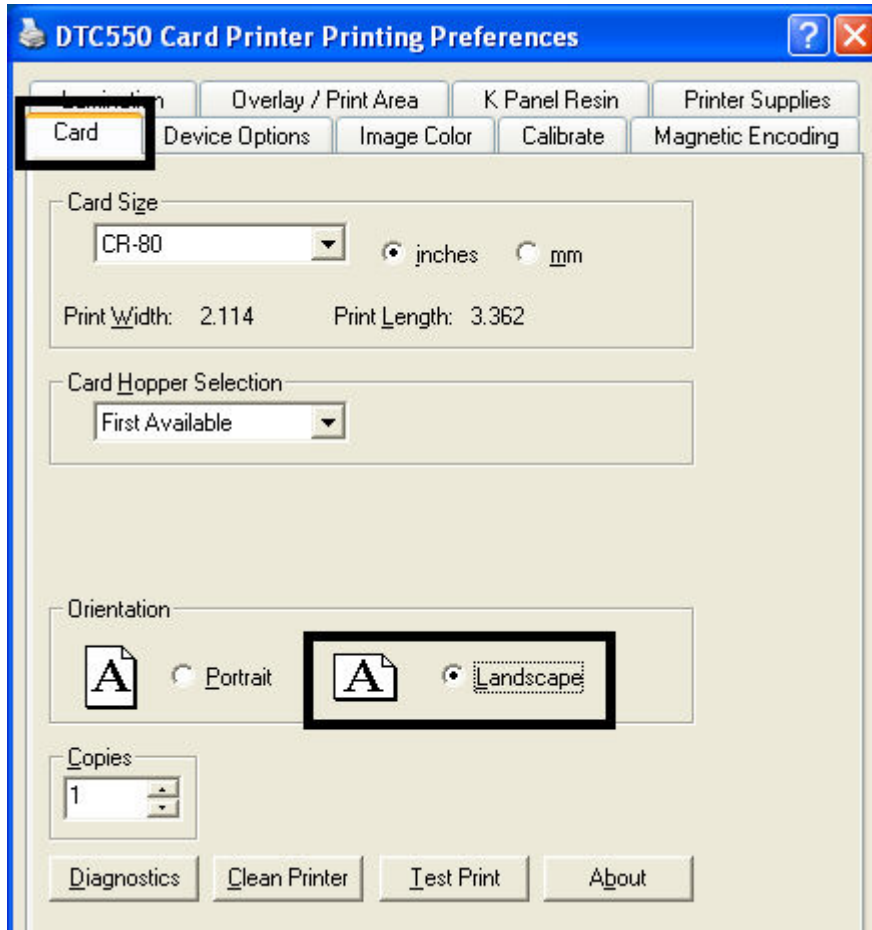 DTC550 Card Printer Printing Preferences
Lamination Overlay / Print Area K Panel Resin Printer Supplies
Card Device Options Image Color Calibrate Magnetic Encoding
Card Size
CR-80 inches mm
Print Width: 2.114 Print Length: 3.362
Card Hopper Selection
First Available
Orientation
A Portrait A Landscape
Copies
1
Diagnostics Clean Printer Test Print About